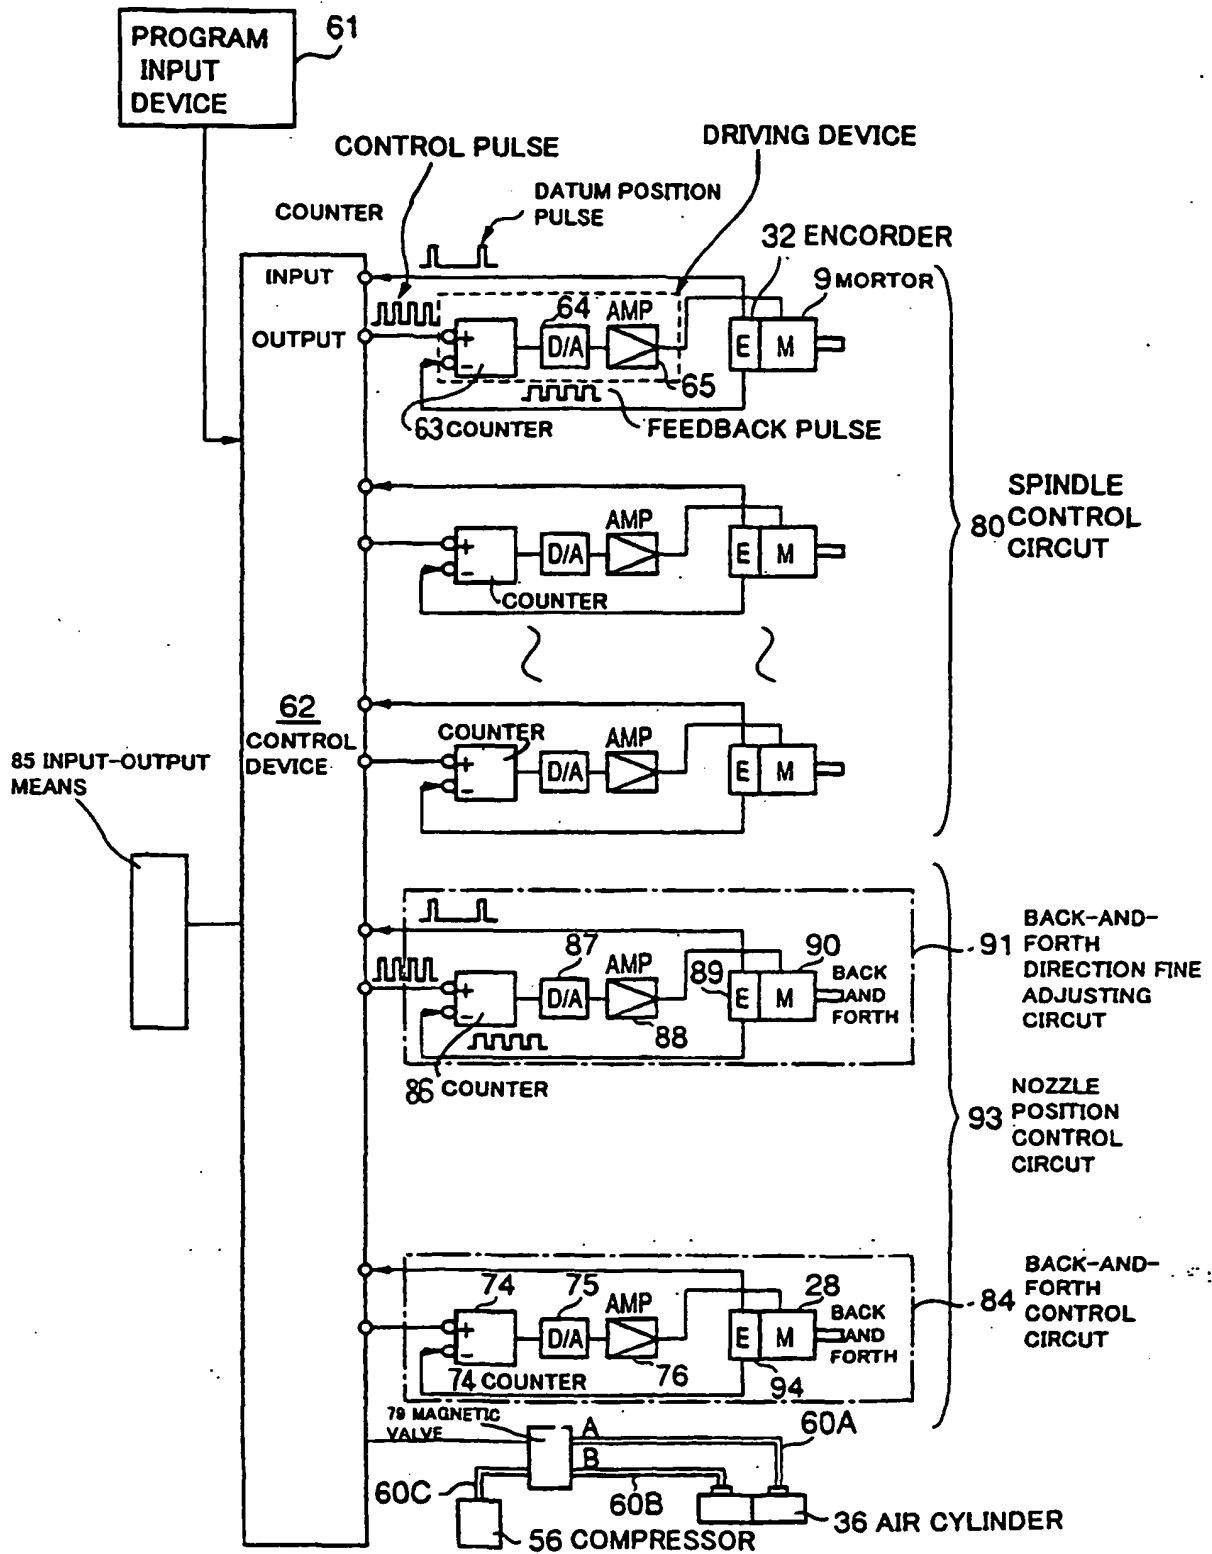 PROGRAM
INPUT
DEVICE
61
CONTROL PULSE
DRIVING DEVICE
COUNTER
DATUM POSITION
PULSE
32 ENCORDER
9 MORTOR
INPUT
OUTPUT
+
-
64
D/A
AMP
65
E
M
63 COUNTER
FEEDBACK PULSE
+
-
D/A
AMP
E
M
COUNTER
80 SPINDLE
CONTROL
CIRCUT
62
CONTROL
DEVICE
COUNTER
+
-
D/A
AMP
E
M
85 INPUT-OUTPUT
MEANS
+
-
87
D/A
AMP
88
89
E
90
M
BACK
AND
FORTH
86 COUNTER
91 BACK-AND-
FORTH
DIRECTION FINE
ADJUSTING
CIRCUT
93 NOZZLE
POSITION
CONTROL
CIRCUT
74
+
-
75
D/A
AMP
76
E
94
28
M
BACK
AND
FORTH
74 COUNTER
84 BACK-AND-
FORTH
CONTROL
CIRCUT
79 MAGNETIC
VALVE
A
B
60A
60C
60B
56 COMPRESSOR
36 AIR CYLINDER